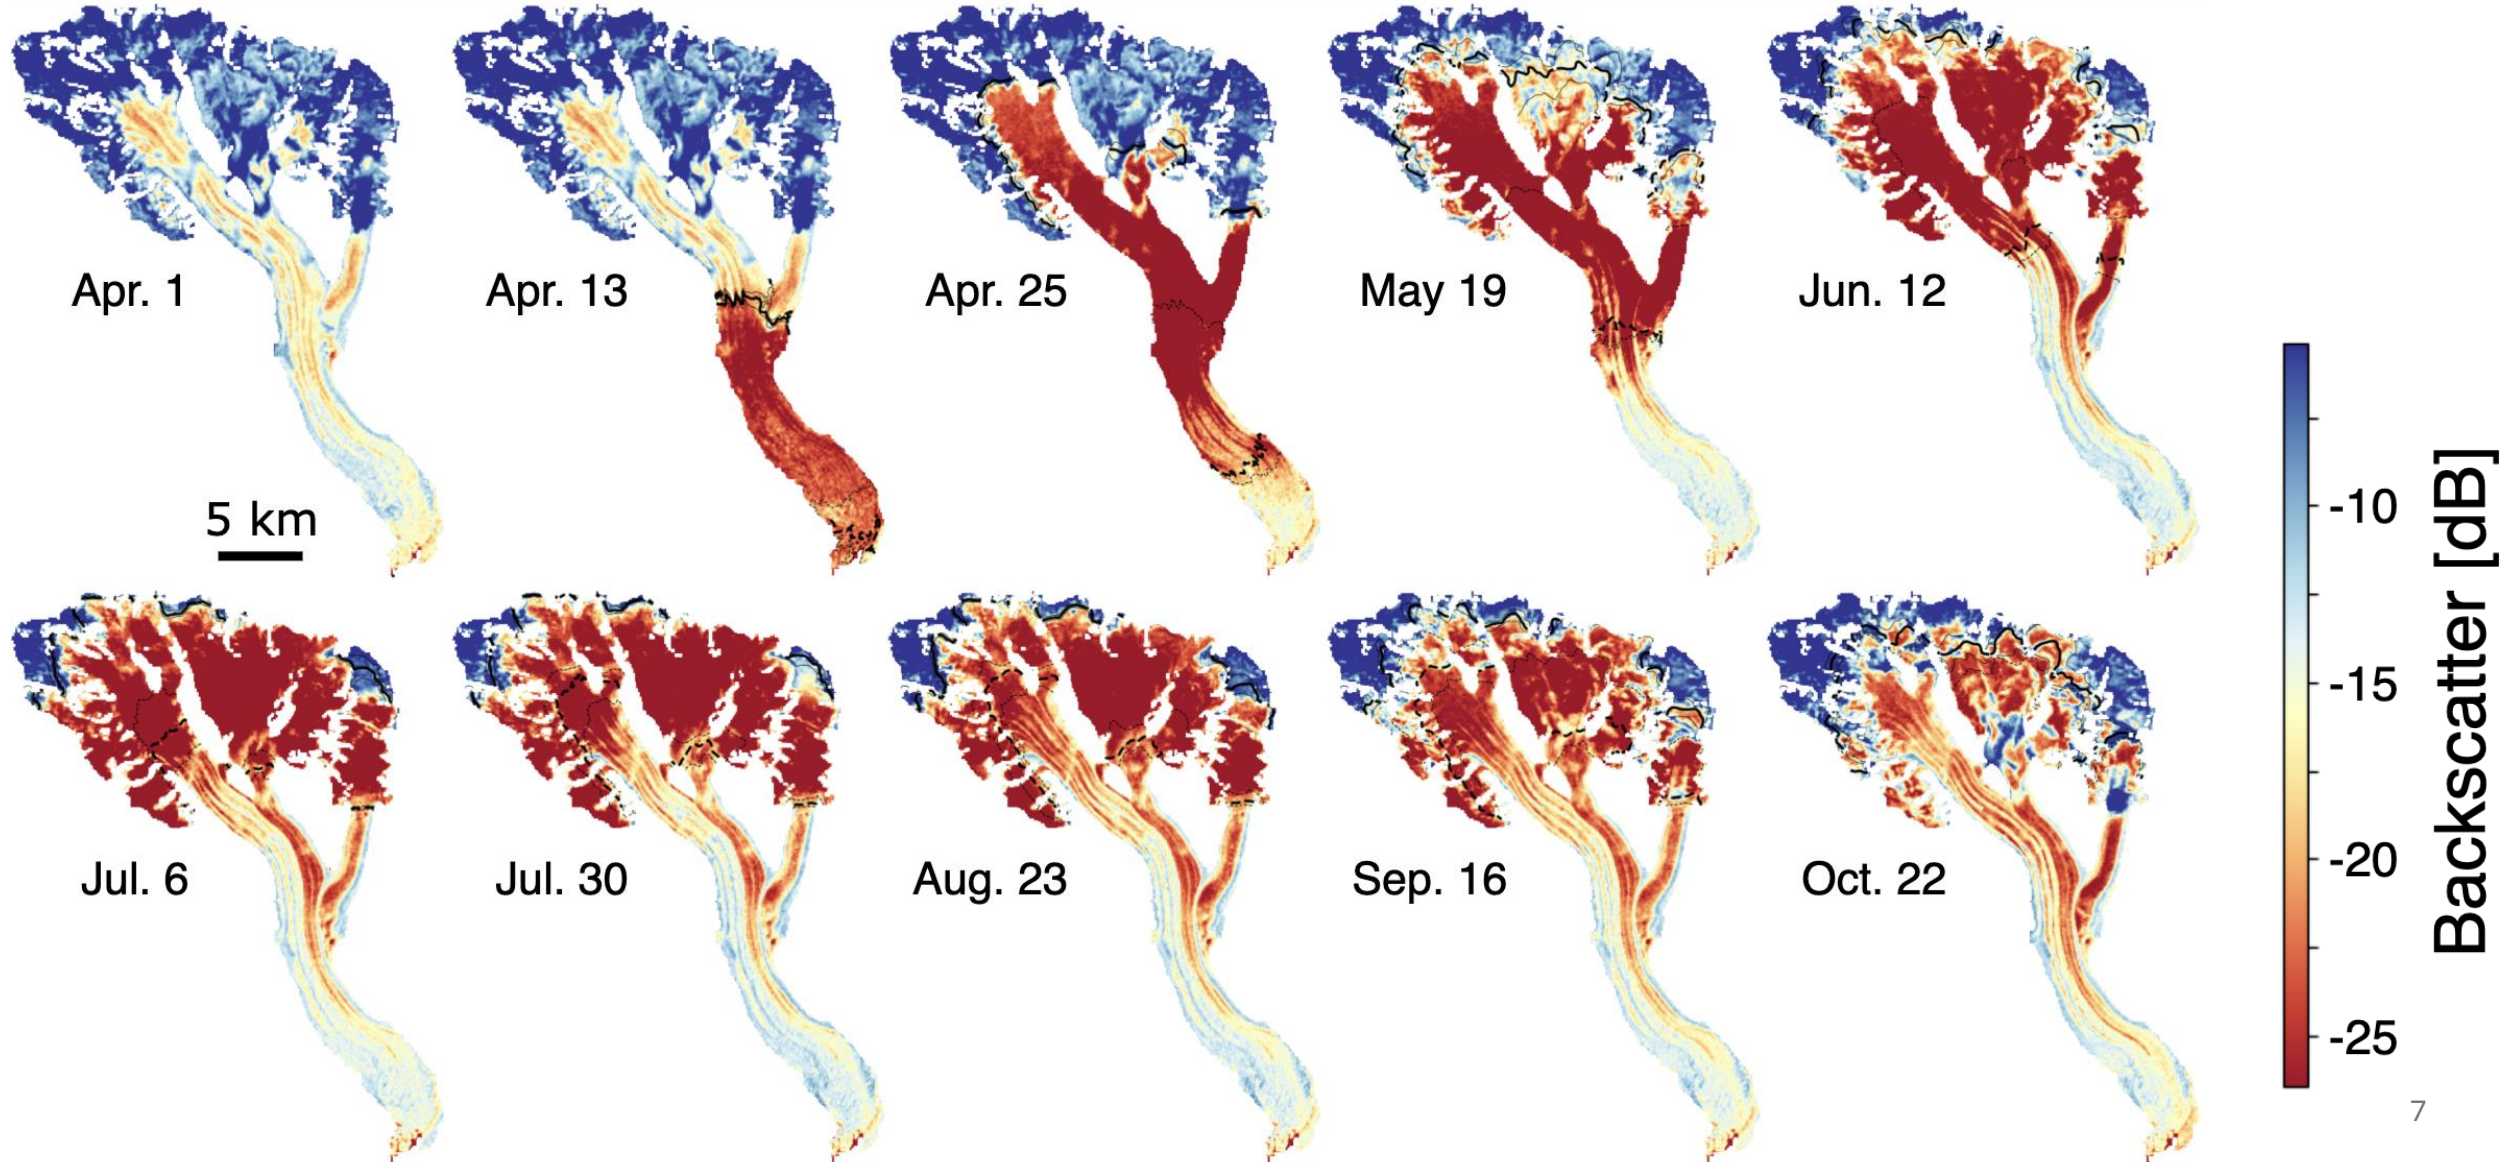 Apr. 1
Apr. 13
Apr. 25
May 19
Jun. 12
5 km
Jul. 6
Jul. 30
Aug. 23
Sep. 16
Oct. 22
-10
-15
-20
-25
Backscatter [dB]
7